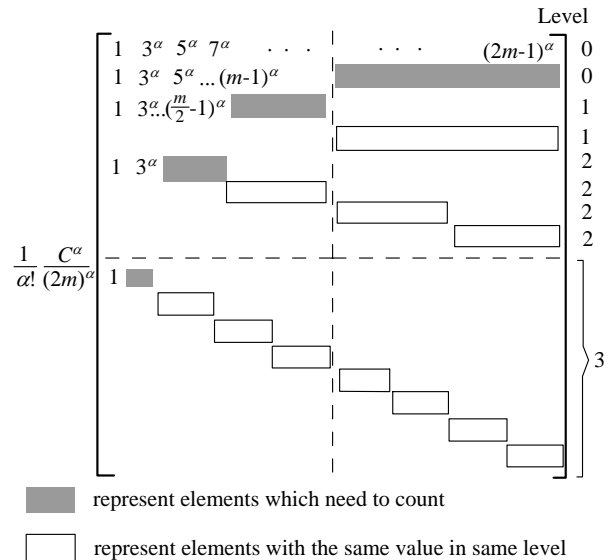 Level
1 3^α 5^α 7^α · · · · · · (2m-1)^α 0
1 3^α 5^α ... (m-1)^α 0
1 3^α...(m/2-1)^α 1
1
1 3^α 2
2
2
2
1/α! C^α/(2m)^α
1
3
represent elements which need to count
represent elements with the same value in same level